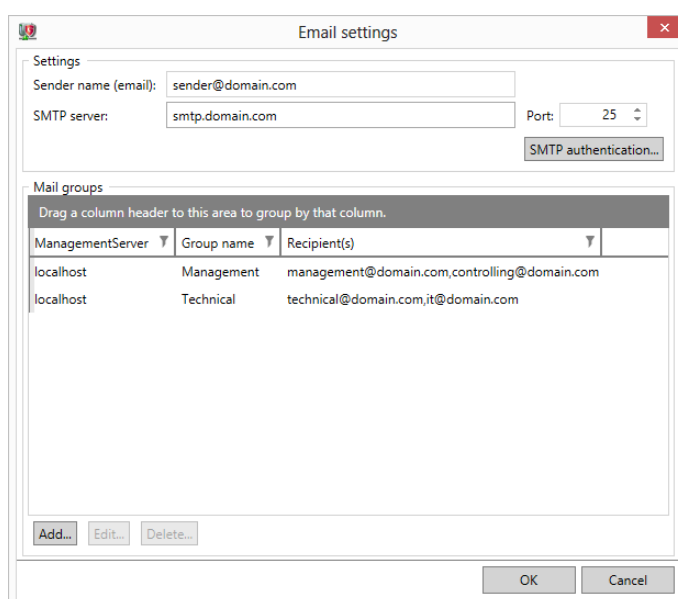 Email settings
Settings
Sender name (email): sender@domain.com
SMTP server: smtp.domain.com Port: 25
SMTP authentication...
Mail groups
Drag a column header to this area to group by that column.
ManagementServer Group name Recipient(s)
localhost Management management@domain.com,controlling@domain.com
localhost Technical technical@domain.com,it@domain.com
Add... Edit... Delete...
OK Cancel